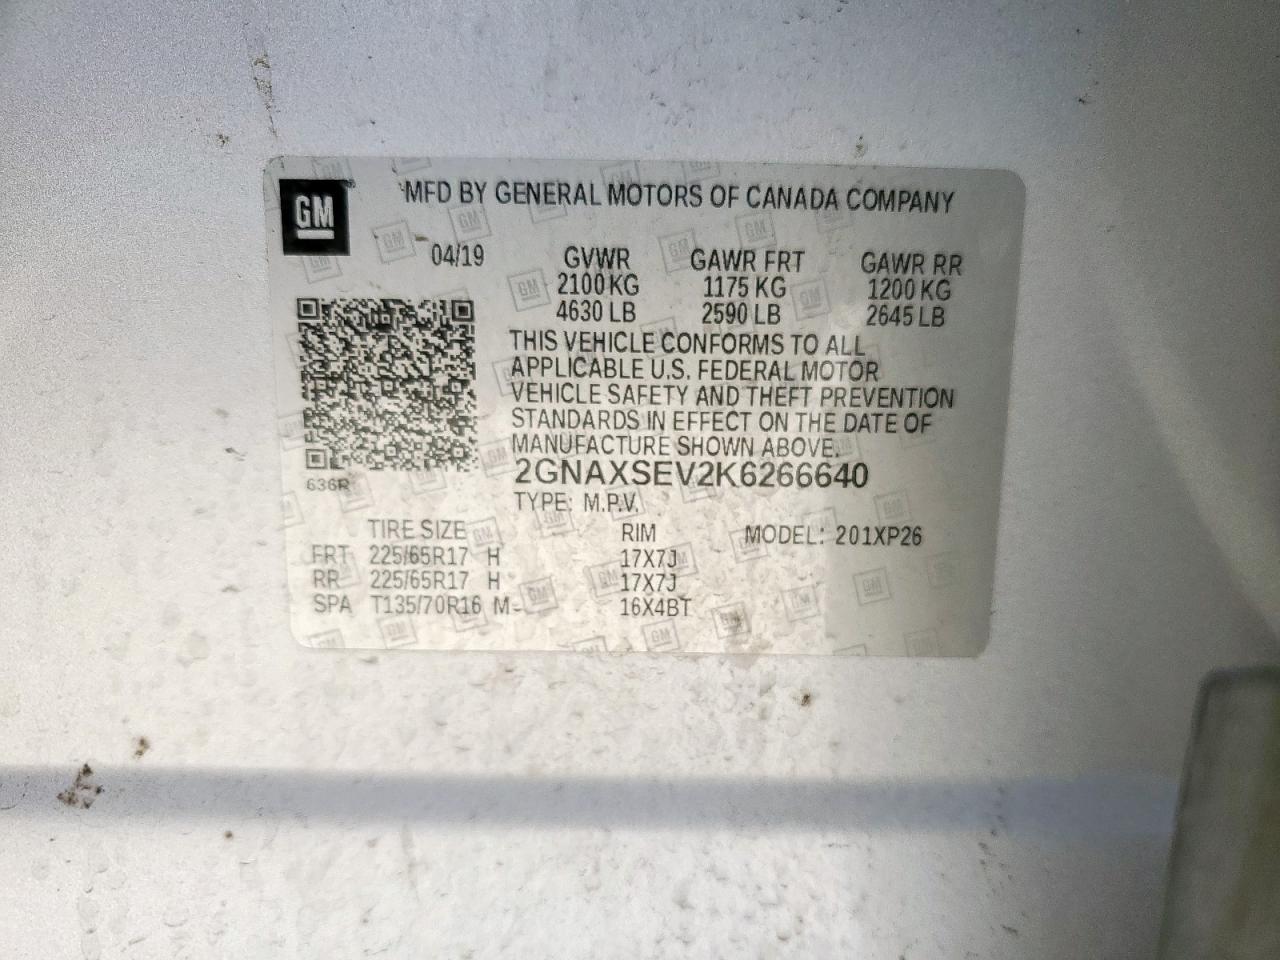 GM
MFD BY GENERAL MOTORS OF CANADA COMPANY
04/19 GVWR GAWR FRT GAWR RR
2100 KG 1175 KG 1200 KG
4630 LB 2590 LB 2645 LB
THIS VEHICLE CONFORMS TO ALL
APPLICABLE U.S. FEDERAL MOTOR
VEHICLE SAFETY AND THEFT PREVENTION
STANDARDS IN EFFECT ON THE DATE OF
MANUFACTURE SHOWN ABOVE.
2GNAXSEV2K6266640
636R
TYPE: M.P.V.
TIRE SIZE RIM MODEL: 201XP26
FRT 225/65R17 H 17X7J
RR 225/65R17 H 17X7J
SPA T135/70R16 M 16X4BT